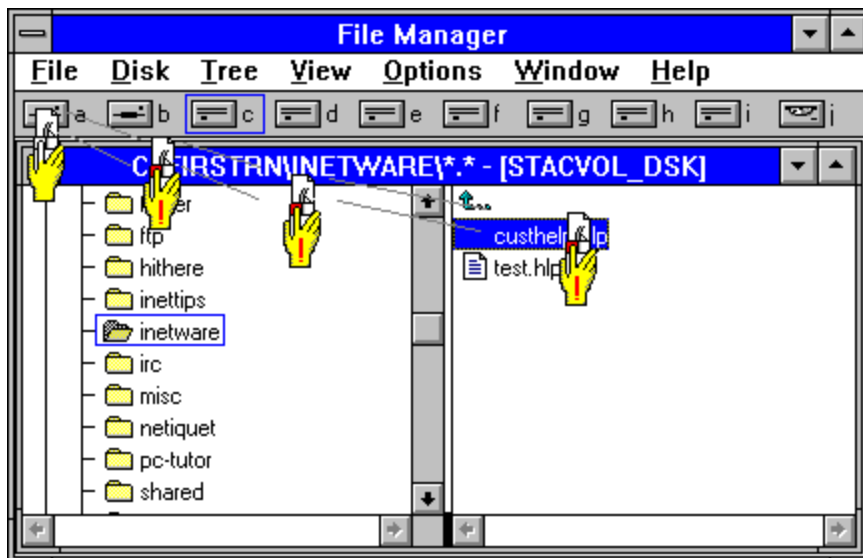 File Manager
File Disk Tree View Options Window Help
a b c d e f g h i j
FIRSTRN\INETWARE\*.* - [STACVOL_DSK]
ftp
hithere
inettips
inetware
irc
misc
netiquet
pc-tutor
shared
test.hlp